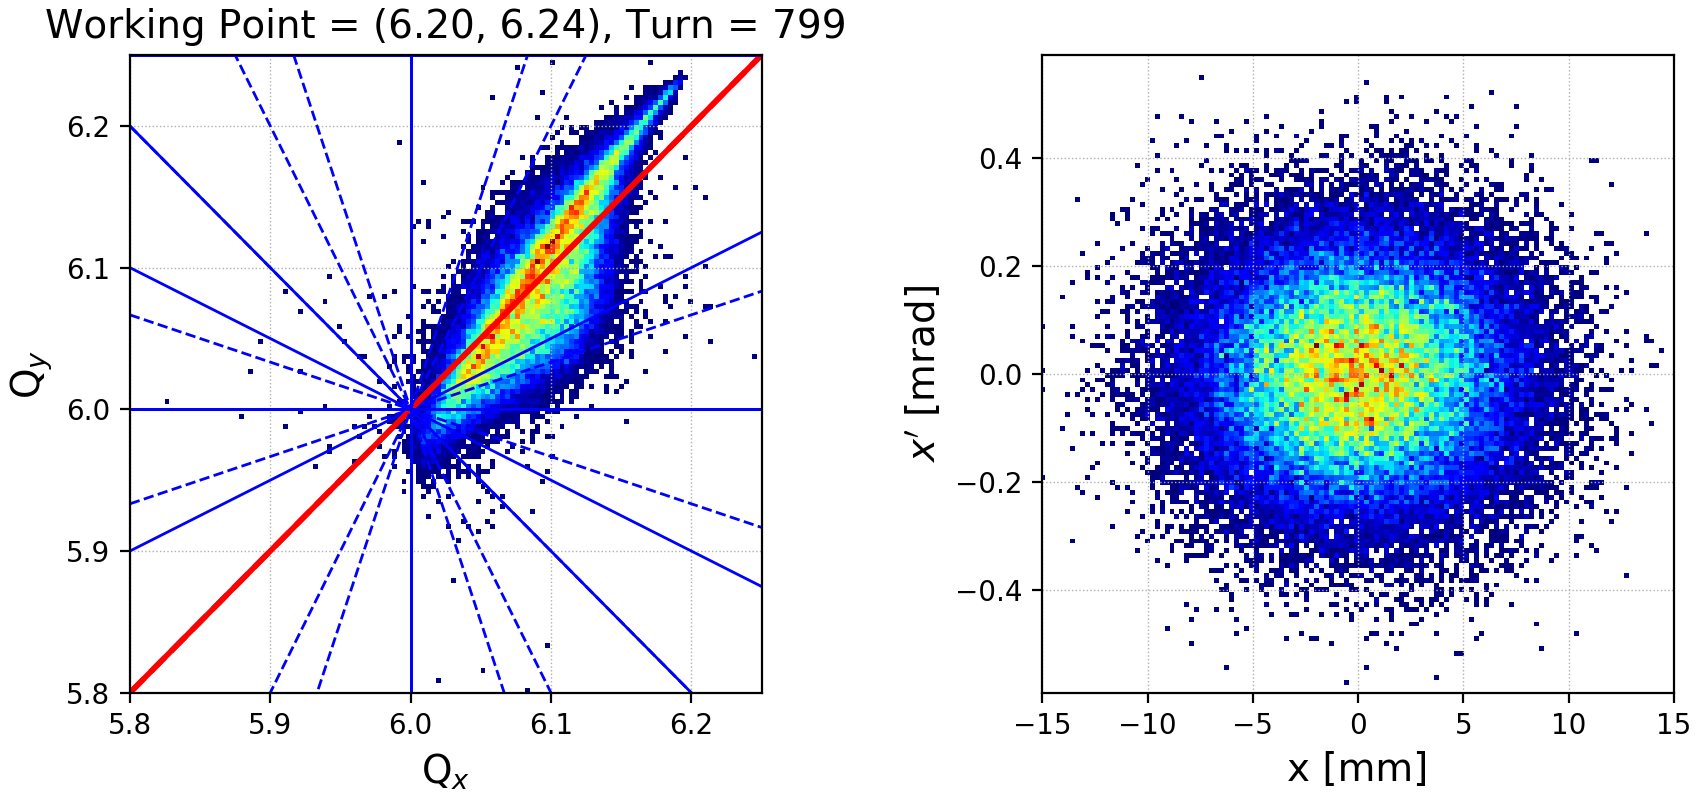 Working Point = (6.20, 6.24), Turn = 799
6.2
6.1
6.0
5.9
5.8
Q_y
5.8 5.9 6.0 6.1 6.2
Q_x
0.4
0.2
0.0
−0.2
−0.4
x′ [mrad]
−15 −10 −5 0 5 10 15
x [mm]